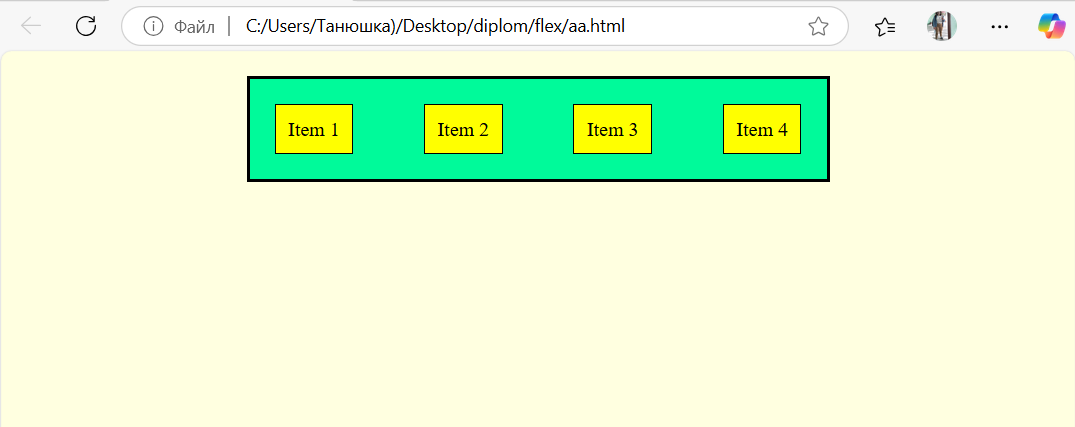 Файл C:/Users/Танюшка)/Desktop/diplom/flex/aa.html
Item 1 Item 2 Item 3 Item 4